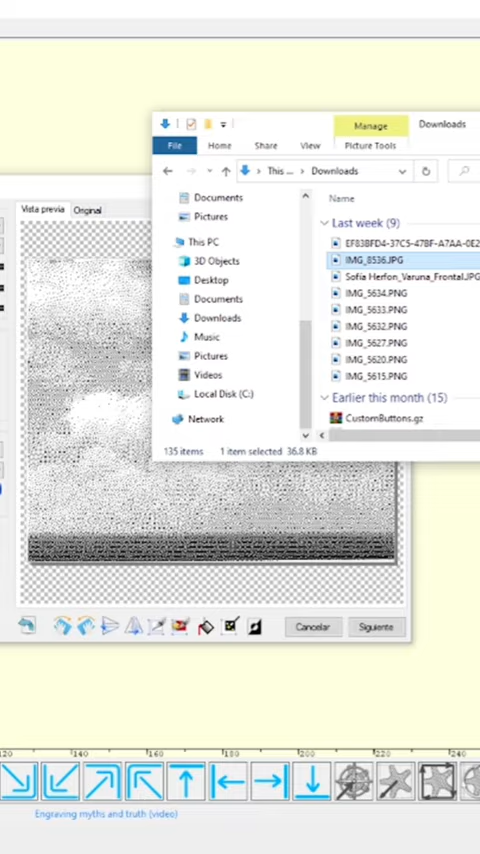 Manage
Downloads
File
Home
Share
View
Picture Tools
This ...
Downloads
Documents
Pictures
This PC
3D Objects
Desktop
Documents
Downloads
Music
Pictures
Videos
Local Disk (C:)
Network
Name
Last week (9)
EF83BFD4-37C5-47BF-A7AA-0E2
IMG_8536.JPG
Sofia Herfon_Varuna_Frontal.JPG
IMG_5634.PNG
IMG_5633.PNG
IMG_5632.PNG
IMG_5627.PNG
IMG_5620.PNG
IMG_5615.PNG
Earlier this month (15)
CustomButtons.gz
135 items
1 item selected 36.8 KB
Vista previa
Original
Cancelar
Siguiente
120
140
160
180
200
220
240
Engraving myths and truth (video)